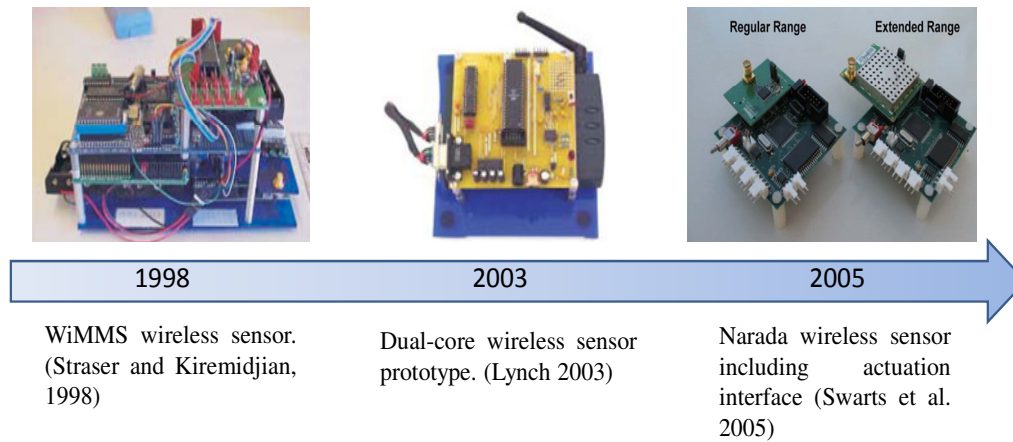 Regular Range
Extended Range
1998
2003
2005
WiMMS wireless sensor.
(Straser and Kiremidjian,
1998)
Dual-core wireless sensor
prototype. (Lynch 2003)
Narada wireless sensor
including actuation
interface (Swarts et al.
2005)